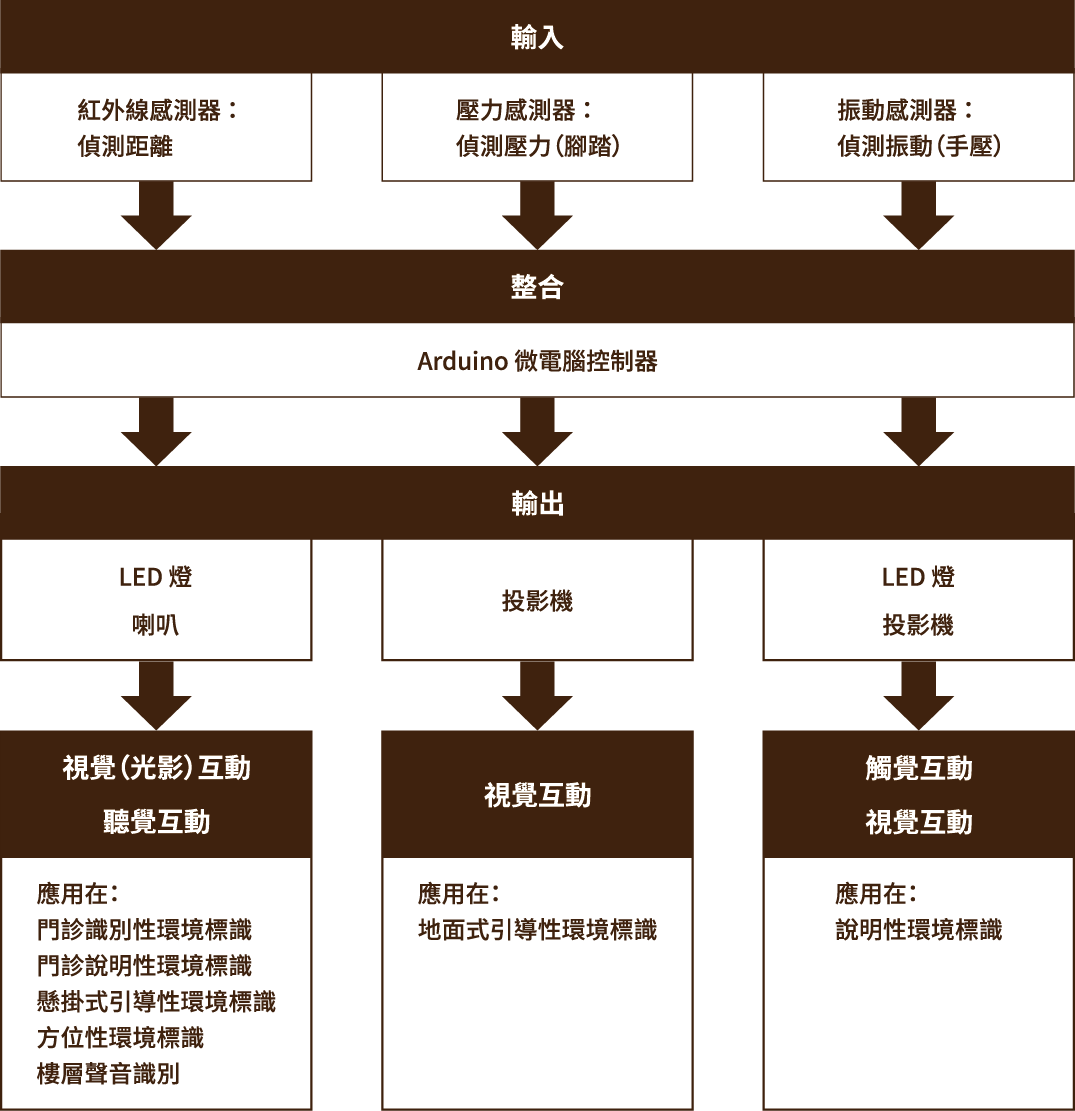 輸入
紅外線感測器：
偵測距離
壓力感測器：
偵測壓力（腳踏）
振動感測器：
偵測振動（手壓）
整合
Arduino 微電腦控制器
輸出
LED 燈
喇叭
投影機
LED 燈
投影機
視覺（光影）互動
聽覺互動
視覺互動
觸覺互動
視覺互動
應用在：
門診識別性環境標識
門診說明性環境標識
懸掛式引導性環境標識
方位性環境標識
樓層聲音識別
應用在：
地面式引導性環境標識
應用在：
說明性環境標識